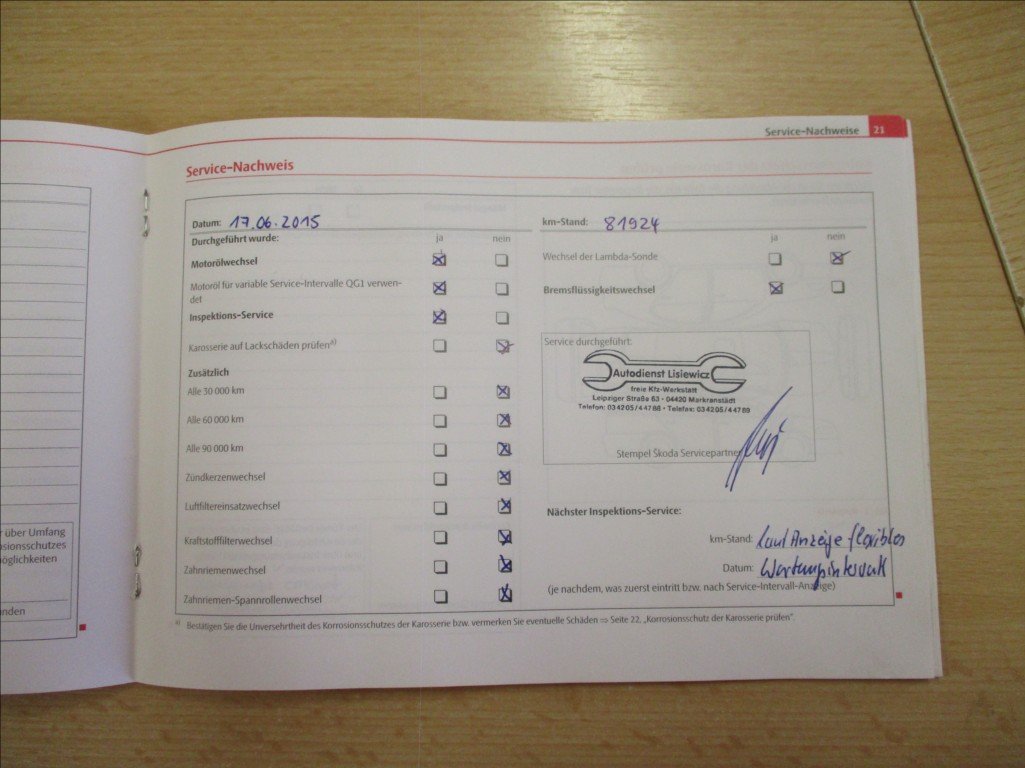 Service-Nachweise 21
Service-Nachweis
Datum: 17.06.2015
km-Stand: 81924
Durchgeführt wurde: ja nein
ja nein
Motorölwechsel
Motoröl für variable Service-Intervalle QG1 verwen-
det
Inspektions-Service
Karosserie auf Lackschäden prüfen a)
Zusätzlich
Alle 30 000 km
Alle 60 000 km
Alle 90 000 km
Zündkerzenwechsel
Luftfiltereinsatzwechsel
Kraftstofffilterwechsel
Zahnriemenwechsel
Zahnriemen-Spannrollenwechsel
Wechsel der Lambda-Sonde
Bremsflüssigkeitswechsel
Service durchgeführt:
Autodienst Lisiewicz
freie Kfz-Werkstatt
Leipziger Straße 63 · 04420 Markranstädt
Telefon: 034205/44788 · Telefax: 034205/44789
Stempel Škoda Servicepartner
Nächster Inspektions-Service:
km-Stand: laut Anzeige flexibles
Datum: Wartungsintervall
(je nachdem, was zuerst eintritt bzw. nach Service-Intervall-Anzeige)
a) Bestätigen Sie die Unversehrtheit des Korrosionsschutzes der Karosserie bzw. vermerken Sie eventuelle Schäden ⇒ Seite 22, „Korrosionsschutz der Karosserie prüfen“.
r über Umfang
osionsschutzes
möglichkeiten
nden